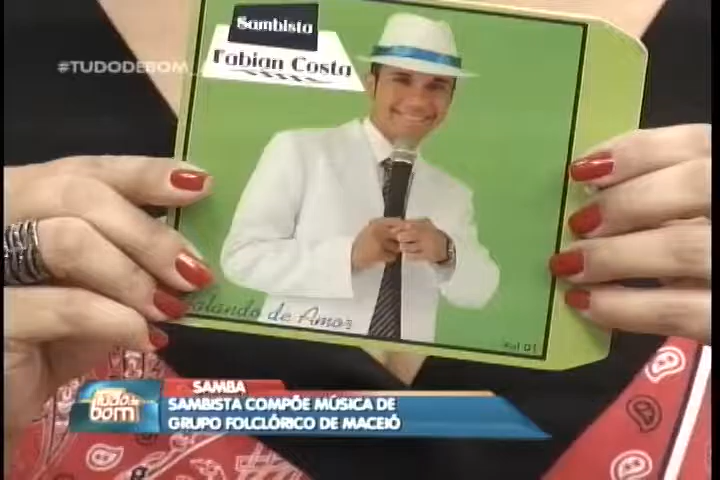 Sambista
Fabian Costa
#TUDODEBOM
Falando de Amor
Vol 01
SAMBA
tudo de
bom
SAMBISTA COMPÕE MÚSICA DE
GRUPO FOLCLÓRICO DE MACEIÓ